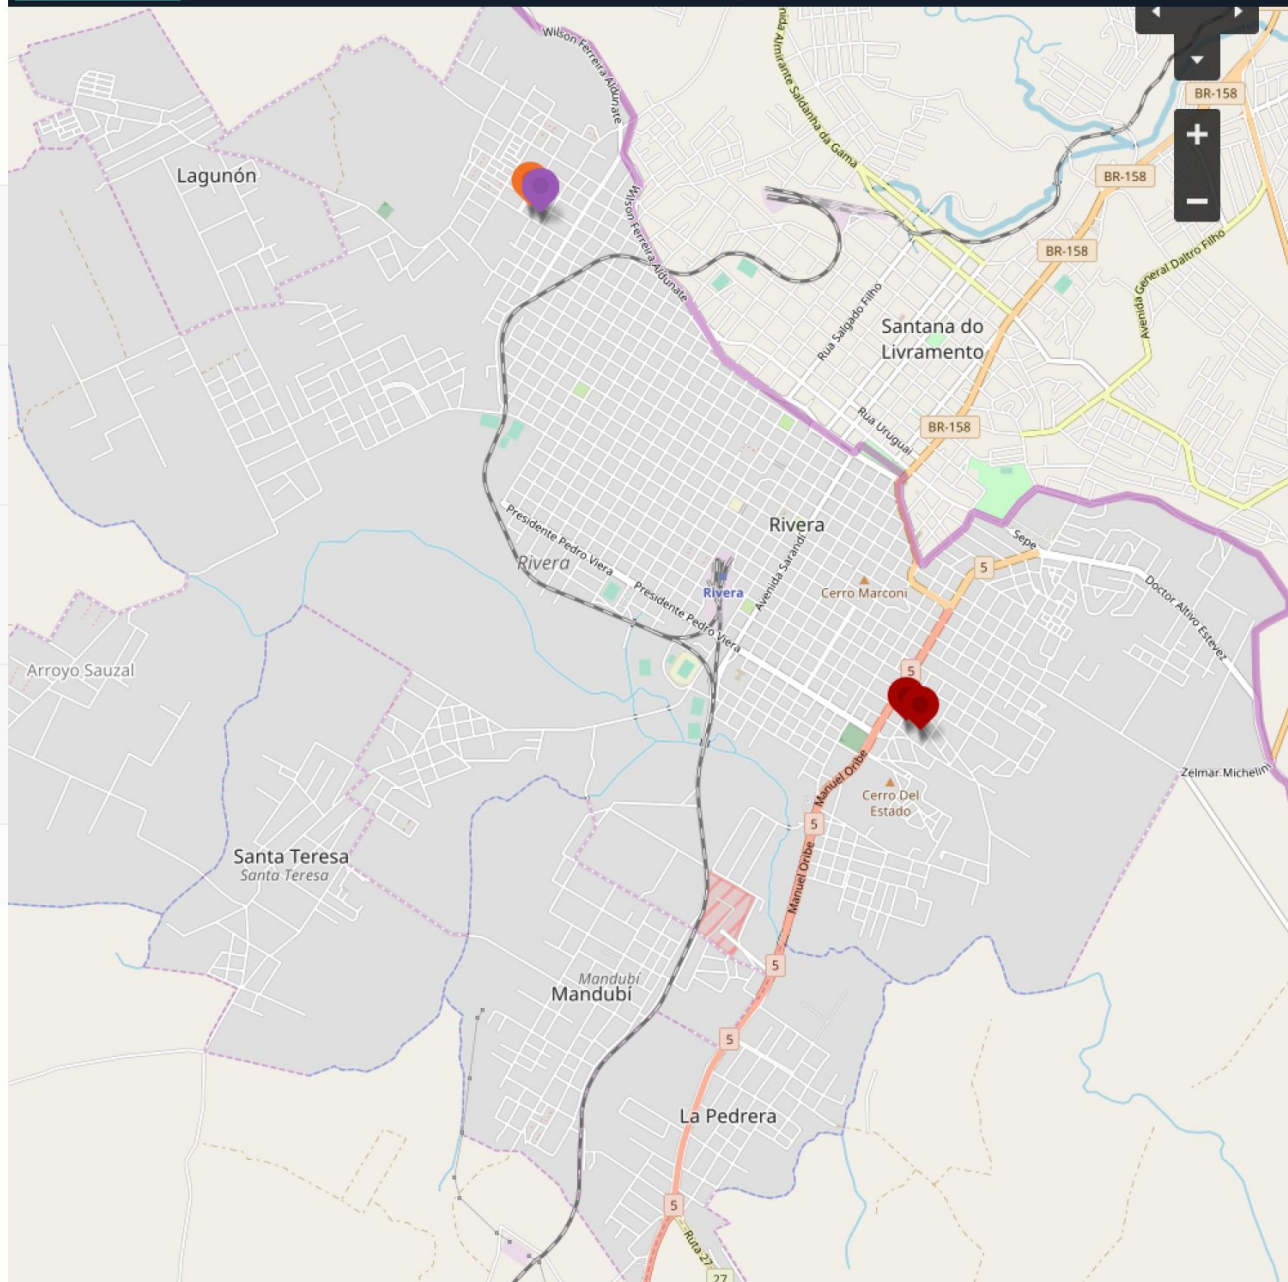 Wilson Ferreira Aldunate
nida Almirante Saldanha da Gama
BR-158
+
BR-158
−
Lagunón
Wilson Ferreira Aldunate
BR-158
Avenida General Daltro Filho
Rua Salgado Filho
Santana do
Livramento
Rua Uruguai
BR-158
Presidente Pedro Viera
Rivera
Sepe
Rivera
5
Rivera
Presidente Pedro Viera
Avenida Sarandí
Cerro Marconi
Doctor Altivo Estevez
Arroyo Sauzal
5
Manuel Oribe
Zelmar Michelini
Cerro Del
Estado
5
Santa Teresa
Santa Teresa
Manuel Oribe
5
Mandubí
Mandubí
5
La Pedrera
5
Ruta 27
27